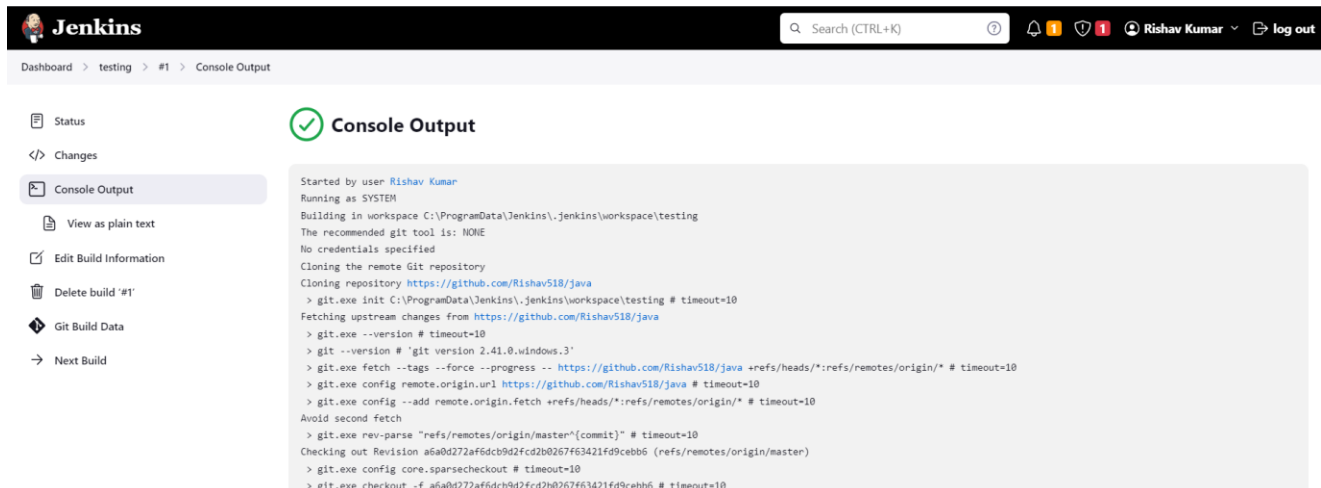 Jenkins
Search (CTRL+K)
1
1
Rishav Kumar
log out
Dashboard > testing > #1 > Console Output
Status
Changes
Console Output
View as plain text
Edit Build Information
Delete build '#1'
Git Build Data
Next Build
Console Output
Started by user Rishav Kumar
Running as SYSTEM
Building in workspace C:\ProgramData\Jenkins\.jenkins\workspace\testing
The recommended git tool is: NONE
No credentials specified
Cloning the remote Git repository
Cloning repository https://github.com/Rishav518/java
> git.exe init C:\ProgramData\Jenkins\.jenkins\workspace\testing # timeout=10
Fetching upstream changes from https://github.com/Rishav518/java
> git.exe --version # timeout=10
> git --version # 'git version 2.41.0.windows.3'
> git.exe fetch --tags --force --progress -- https://github.com/Rishav518/java +refs/heads/*:refs/remotes/origin/* # timeout=10
> git.exe config remote.origin.url https://github.com/Rishav518/java # timeout=10
> git.exe config --add remote.origin.fetch +refs/heads/*:refs/remotes/origin/* # timeout=10
Avoid second fetch
> git.exe rev-parse "refs/remotes/origin/master^{commit}" # timeout=10
Checking out Revision a6a0d272af6dcb9d2fcd2b0267f63421fd9cebb6 (refs/remotes/origin/master)
> git.exe config core.sparsecheckout # timeout=10
> git.exe checkout -f a6a0d272af6dcb9d2fcd2b0267f63421fd9cebb6 # timeout=10